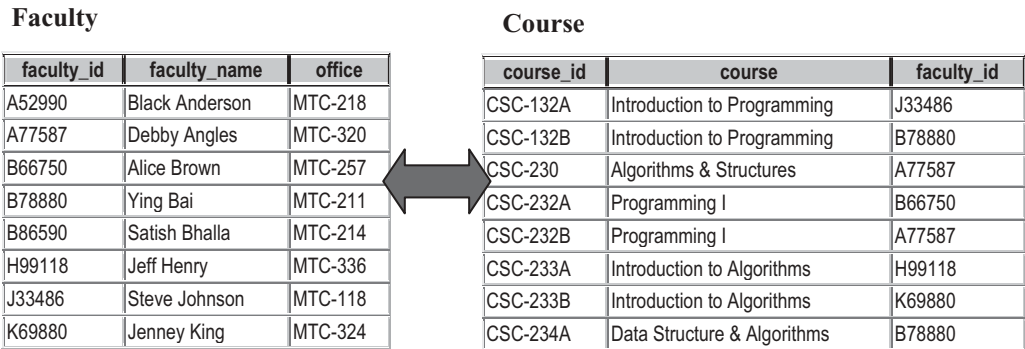 Faculty
faculty_id faculty_name office
A52990 Black Anderson MTC-218
A77587 Debby Angles MTC-320
B66750 Alice Brown MTC-257
B78880 Ying Bai MTC-211
B86590 Satish Bhalla MTC-214
H99118 Jeff Henry MTC-336
J33486 Steve Johnson MTC-118
K69880 Jenney King MTC-324
Course
course_id course faculty_id
CSC-132A Introduction to Programming J33486
CSC-132B Introduction to Programming B78880
CSC-230 Algorithms & Structures A77587
CSC-232A Programming I B66750
CSC-232B Programming I A77587
CSC-233A Introduction to Algorithms H99118
CSC-233B Introduction to Algorithms K69880
CSC-234A Data Structure & Algorithms B78880